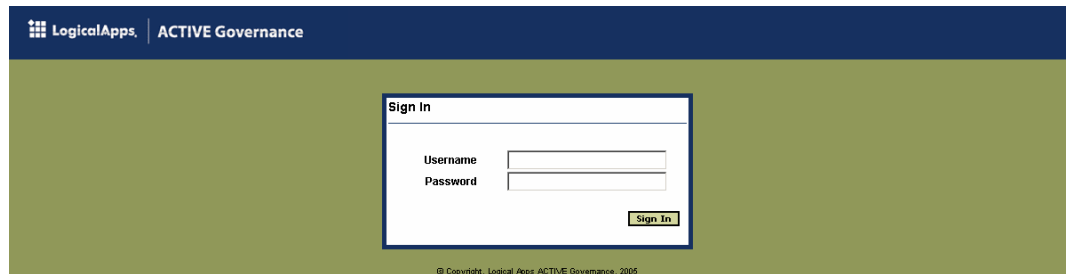 LogicalApps. ACTIVE Governance
Sign In
Username
Password
Sign In
© Copyright, Logical Apps ACTIVE Governance, 2005